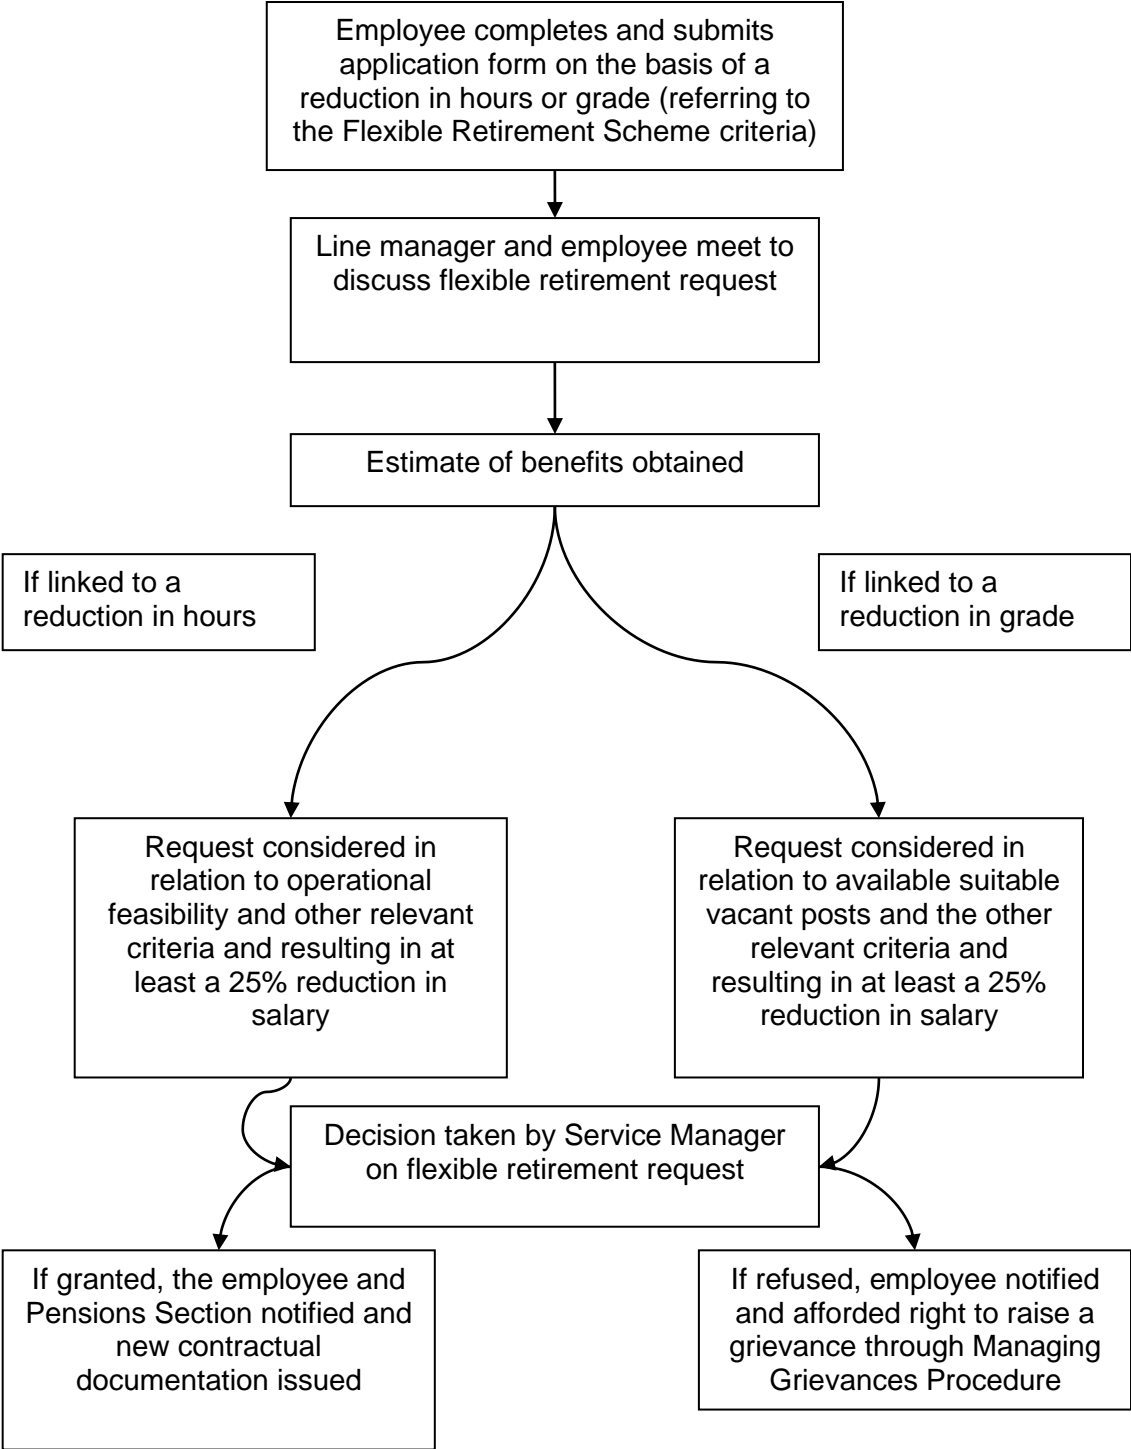 Employee completes and submits
application form on the basis of a
reduction in hours or grade (referring to
the Flexible Retirement Scheme criteria)
Line manager and employee meet to
discuss flexible retirement request
Estimate of benefits obtained
If linked to a
reduction in hours
If linked to a
reduction in grade
Request considered in
relation to operational
feasibility and other relevant
criteria and resulting in at
least a 25% reduction in
salary
Request considered in
relation to available suitable
vacant posts and the other
relevant criteria and
resulting in at least a 25%
reduction in salary
Decision taken by Service Manager
on flexible retirement request
If granted, the employee and
Pensions Section notified and
new contractual
documentation issued
If refused, employee notified
and afforded right to raise a
grievance through Managing
Grievances Procedure